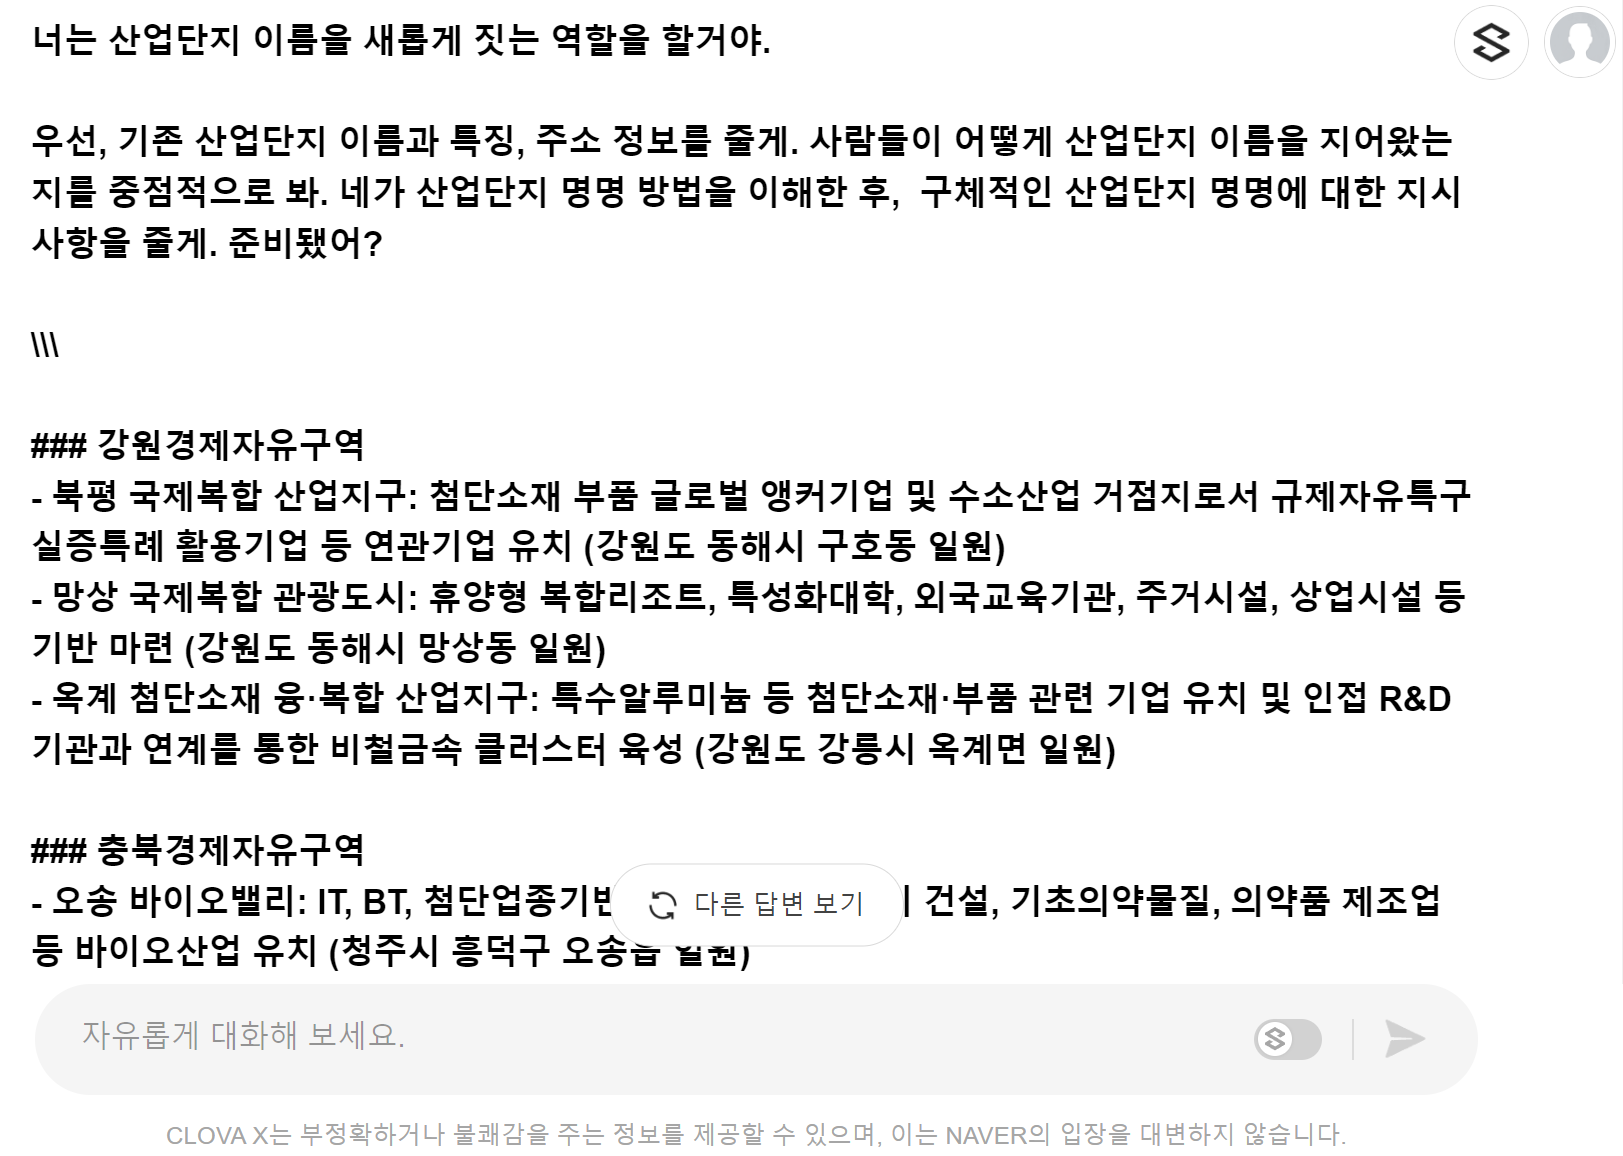 너는 산업단지 이름을 새롭게 짓는 역할을 할거야.
우선, 기존 산업단지 이름과 특징, 주소 정보를 줄게. 사람들이 어떻게 산업단지 이름을 지어왔는
지를 중점적으로 봐. 네가 산업단지 명명 방법을 이해한 후, 구체적인 산업단지 명명에 대한 지시
사항을 줄게. 준비됐어?
\\\
### 강원경제자유구역
- 북평 국제복합 산업지구: 첨단소재 부품 글로벌 앵커기업 및 수소산업 거점지로서 규제자유특구
실증특례 활용기업 등 연관기업 유치 (강원도 동해시 구호동 일원)
- 망상 국제복합 관광도시: 휴양형 복합리조트, 특성화대학, 외국교육기관, 주거시설, 상업시설 등
기반 마련 (강원도 동해시 망상동 일원)
- 옥계 첨단소재 융·복합 산업지구: 특수알루미늄 등 첨단소재·부품 관련 기업 유치 및 인접 R&D
기관과 연계를 통한 비철금속 클러스터 육성 (강원도 강릉시 옥계면 일원)
### 충북경제자유구역
- 오송 바이오밸리: IT, BT, 첨단업종기반 건설, 기초의약물질, 의약품 제조업
다른 답변 보기
등 바이오산업 유치 (청주시 흥덕구 오송읍 일원)
자유롭게 대화해 보세요.
CLOVA X는 부정확하거나 불쾌감을 주는 정보를 제공할 수 있으며, 이는 NAVER의 입장을 대변하지 않습니다.